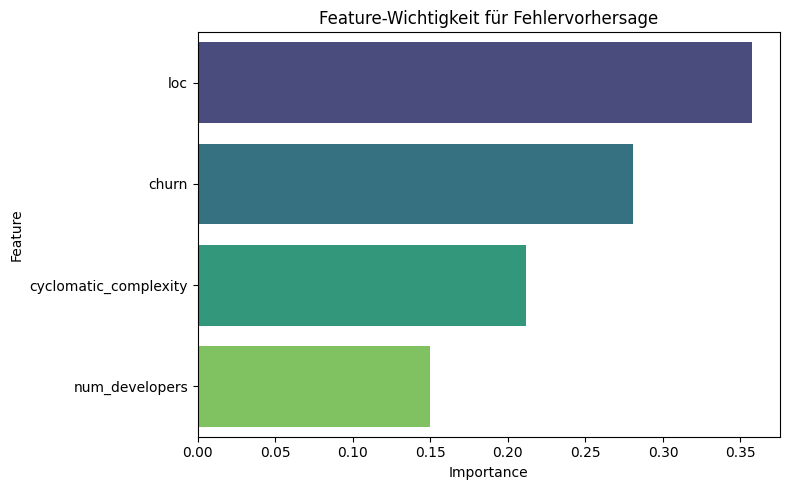 Feature-Wichtigkeit für Fehlervorhersage
Feature
loc
churn
cyclomatic_complexity
num_developers
0.00 0.05 0.10 0.15 0.20 0.25 0.30 0.35
Importance